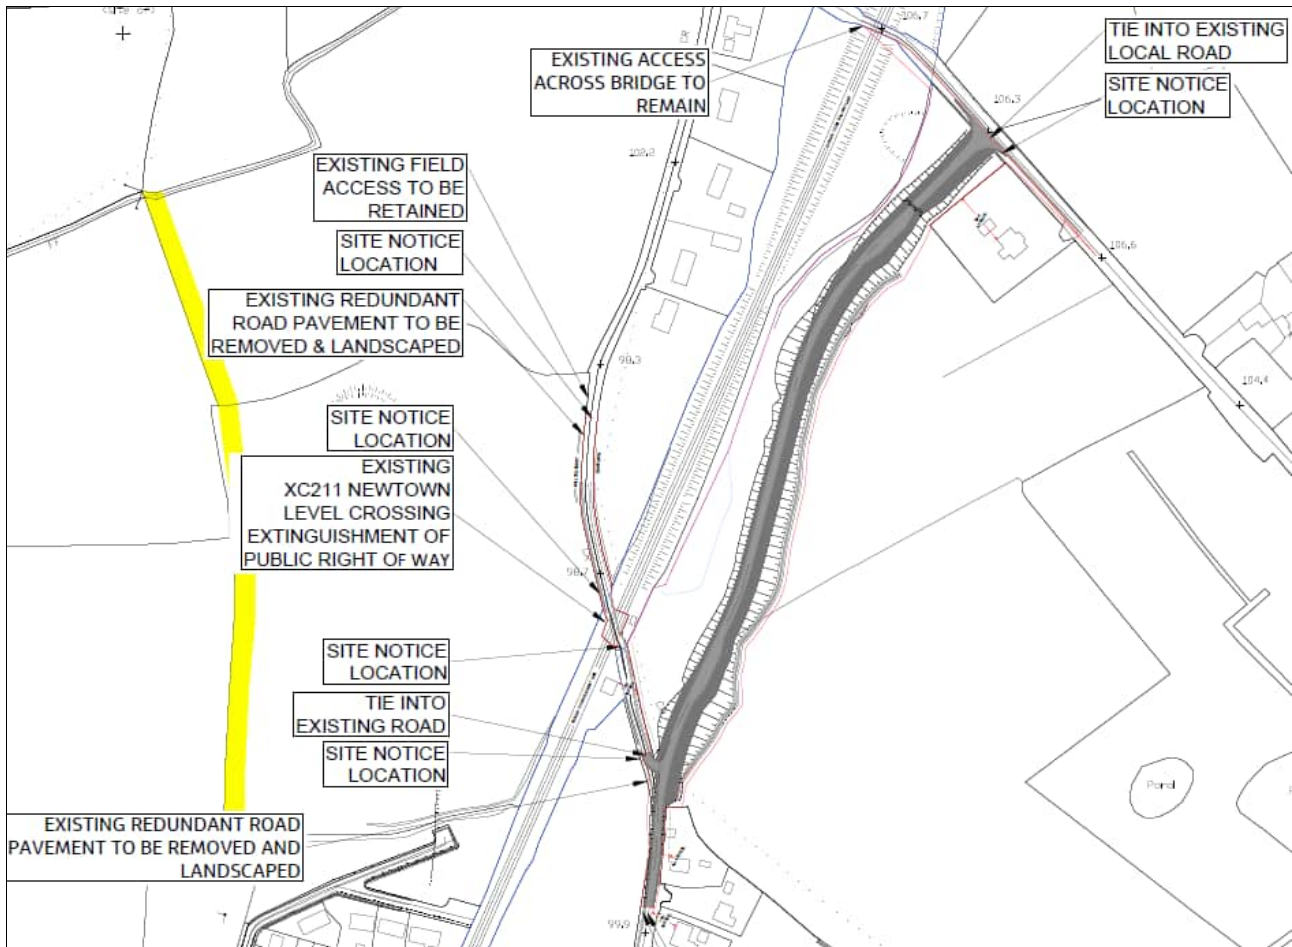 106.7
TIE INTO EXISTING
LOCAL ROAD
EXISTING ACCESS
ACROSS BRIDGE TO
REMAIN
SITE NOTICE
LOCATION
106.3
102.2
EXISTING FIELD
ACCESS TO BE
RETAINED
SITE NOTICE
LOCATION
106.6
EXISTING REDUNDANT
ROAD PAVEMENT TO BE
REMOVED & LANDSCAPED
98.3
104.4
SITE NOTICE
LOCATION
EXISTING
XC211 NEWTOWN
LEVEL CROSSING
EXTINGUISHMENT OF
PUBLIC RIGHT OF WAY
98.7
SITE NOTICE
LOCATION
TIE INTO
EXISTING ROAD
SITE NOTICE
LOCATION
Pond
EXISTING REDUNDANT ROAD
PAVEMENT TO BE REMOVED AND
LANDSCAPED
99.9